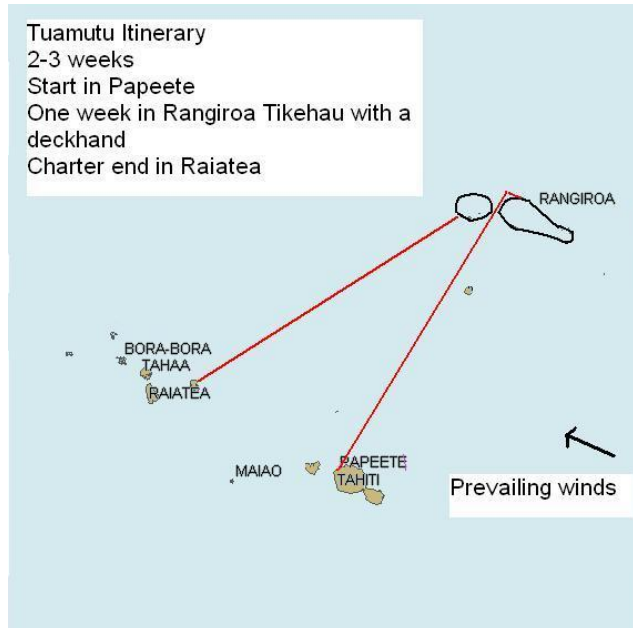 Tuamutu Itinerary
2-3 weeks
Start in Papeete
One week in Rangiroa Tikehau with a
deckhand
Charter end in Raiatea
RANGIROA
BORA-BORA
TAHAA
RAIATEA
MAIAO
PAPEETE
TAHITI
Prevailing winds